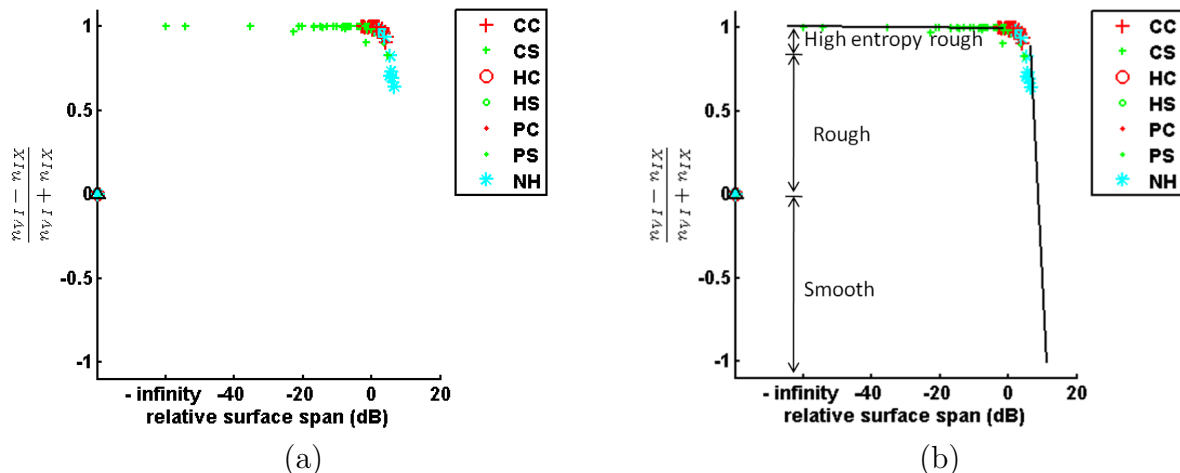 1
0.5
0
-0.5
-1
- infinity -40 -20 0 20
relative surface span (dB)
CC
CS
HC
HS
PC
PS
NH
(a)
1
0.5
0
-0.5
-1
- infinity -40 -20 0 20
relative surface span (dB)
High entropy rough
Rough
Smooth
CC
CS
HC
HS
PC
PS
NH
(b)